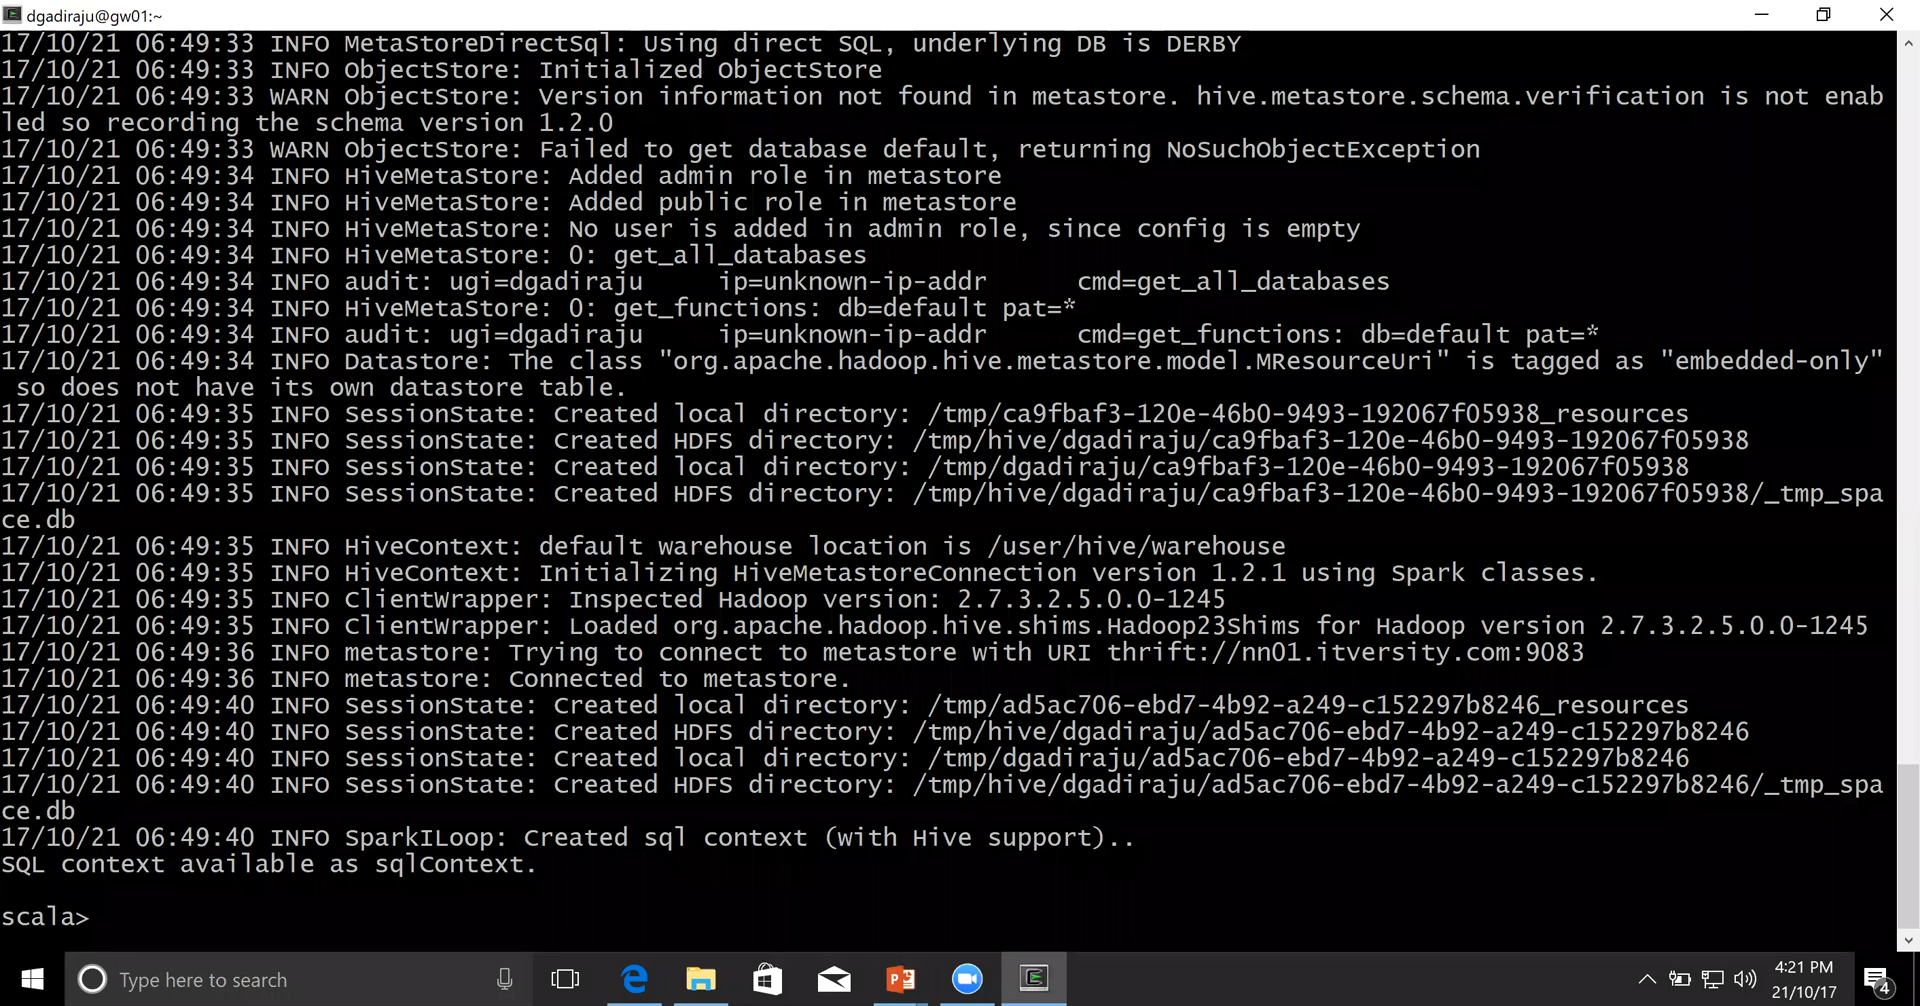 dgadiraju@gw01:~
17/10/21 06:49:33 INFO MetaStoreDirectSql: Using direct SQL, underlying DB is DERBY
17/10/21 06:49:33 INFO ObjectStore: Initialized ObjectStore
17/10/21 06:49:33 WARN ObjectStore: Version information not found in metastore. hive.metastore.schema.verification is not enab
led so recording the schema version 1.2.0
17/10/21 06:49:33 WARN ObjectStore: Failed to get database default, returning NoSuchObjectException
17/10/21 06:49:34 INFO HiveMetaStore: Added admin role in metastore
17/10/21 06:49:34 INFO HiveMetaStore: Added public role in metastore
17/10/21 06:49:34 INFO HiveMetaStore: No user is added in admin role, since config is empty
17/10/21 06:49:34 INFO HiveMetaStore: 0: get_all_databases
17/10/21 06:49:34 INFO audit: ugi=dgadiraju     ip=unknown-ip-addr      cmd=get_all_databases
17/10/21 06:49:34 INFO HiveMetaStore: 0: get_functions: db=default pat=*
17/10/21 06:49:34 INFO audit: ugi=dgadiraju     ip=unknown-ip-addr      cmd=get_functions: db=default pat=*
17/10/21 06:49:34 INFO Datastore: The class "org.apache.hadoop.hive.metastore.model.MResourceUri" is tagged as "embedded-only"
 so does not have its own datastore table.
17/10/21 06:49:35 INFO SessionState: Created local directory: /tmp/ca9fbaf3-120e-46b0-9493-192067f05938_resources
17/10/21 06:49:35 INFO SessionState: Created HDFS directory: /tmp/hive/dgadiraju/ca9fbaf3-120e-46b0-9493-192067f05938
17/10/21 06:49:35 INFO SessionState: Created local directory: /tmp/dgadiraju/ca9fbaf3-120e-46b0-9493-192067f05938
17/10/21 06:49:35 INFO SessionState: Created HDFS directory: /tmp/hive/dgadiraju/ca9fbaf3-120e-46b0-9493-192067f05938/_tmp_spa
ce.db
17/10/21 06:49:35 INFO HiveContext: default warehouse location is /user/hive/warehouse
17/10/21 06:49:35 INFO HiveContext: Initializing HiveMetastoreConnection version 1.2.1 using Spark classes.
17/10/21 06:49:35 INFO ClientWrapper: Inspected Hadoop version: 2.7.3.2.5.0.0-1245
17/10/21 06:49:35 INFO ClientWrapper: Loaded org.apache.hadoop.hive.shims.Hadoop23Shims for Hadoop version 2.7.3.2.5.0.0-1245
17/10/21 06:49:36 INFO metastore: Trying to connect to metastore with URI thrift://nn01.itversity.com:9083
17/10/21 06:49:36 INFO metastore: Connected to metastore.
17/10/21 06:49:40 INFO SessionState: Created local directory: /tmp/ad5ac706-ebd7-4b92-a249-c152297b8246_resources
17/10/21 06:49:40 INFO SessionState: Created HDFS directory: /tmp/hive/dgadiraju/ad5ac706-ebd7-4b92-a249-c152297b8246
17/10/21 06:49:40 INFO SessionState: Created local directory: /tmp/dgadiraju/ad5ac706-ebd7-4b92-a249-c152297b8246
17/10/21 06:49:40 INFO SessionState: Created HDFS directory: /tmp/hive/dgadiraju/ad5ac706-ebd7-4b92-a249-c152297b8246/_tmp_spa
ce.db
17/10/21 06:49:40 INFO SparkILoop: Created sql context (with Hive support)..
SQL context available as sqlContext.
scala>
Type here to search
4:21 PM
21/10/17
4